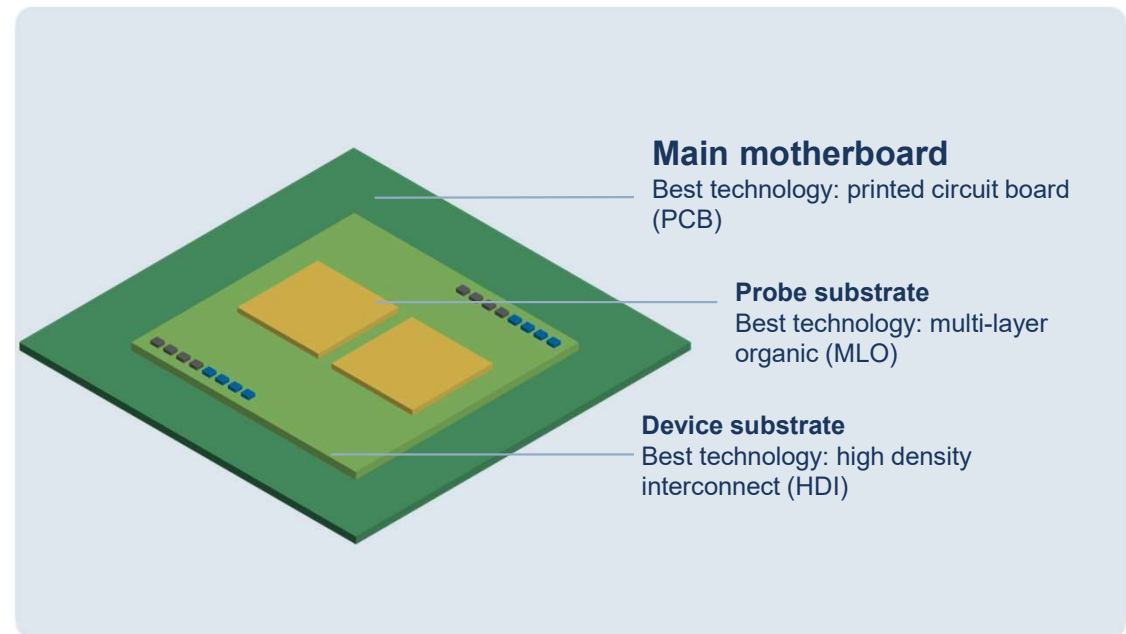 Main motherboard
Best technology: printed circuit board
(PCB)
Probe substrate
Best technology: multi-layer
organic (MLO)
Device substrate
Best technology: high density
interconnect (HDI)